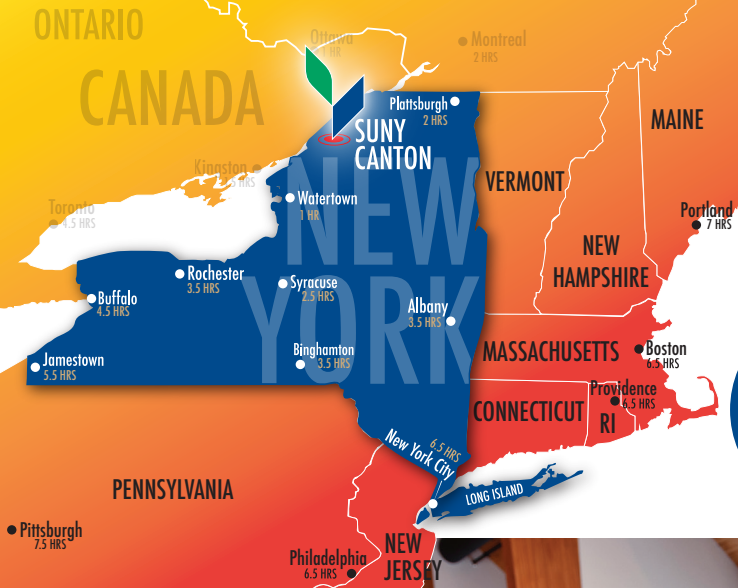 ONTARIO
CANADA
Ottawa
1 HR
Montreal
2 HRS
Plattsburgh
2 HRS
SUNY
CANTON
MAINE
Kingston
VERMONT
NEW
YORK
Watertown
1 HR
Toronto
4.5 HRS
Portland
7 HRS
NEW
HAMPSHIRE
Rochester
3.5 HRS
Syracuse
2.5 HRS
Buffalo
4.5 HRS
Albany
3.5 HRS
Binghamton
3.5 HRS
MASSACHUSETTS
Boston
6.5 HRS
Jamestown
5.5 HRS
Providence
6.5 HRS
CONNECTICUT
RI
6.5 HRS
New York City
LONG ISLAND
PENNSYLVANIA
Pittsburgh
7.5 HRS
Philadelphia
6.5 HRS
NEW
JERSEY